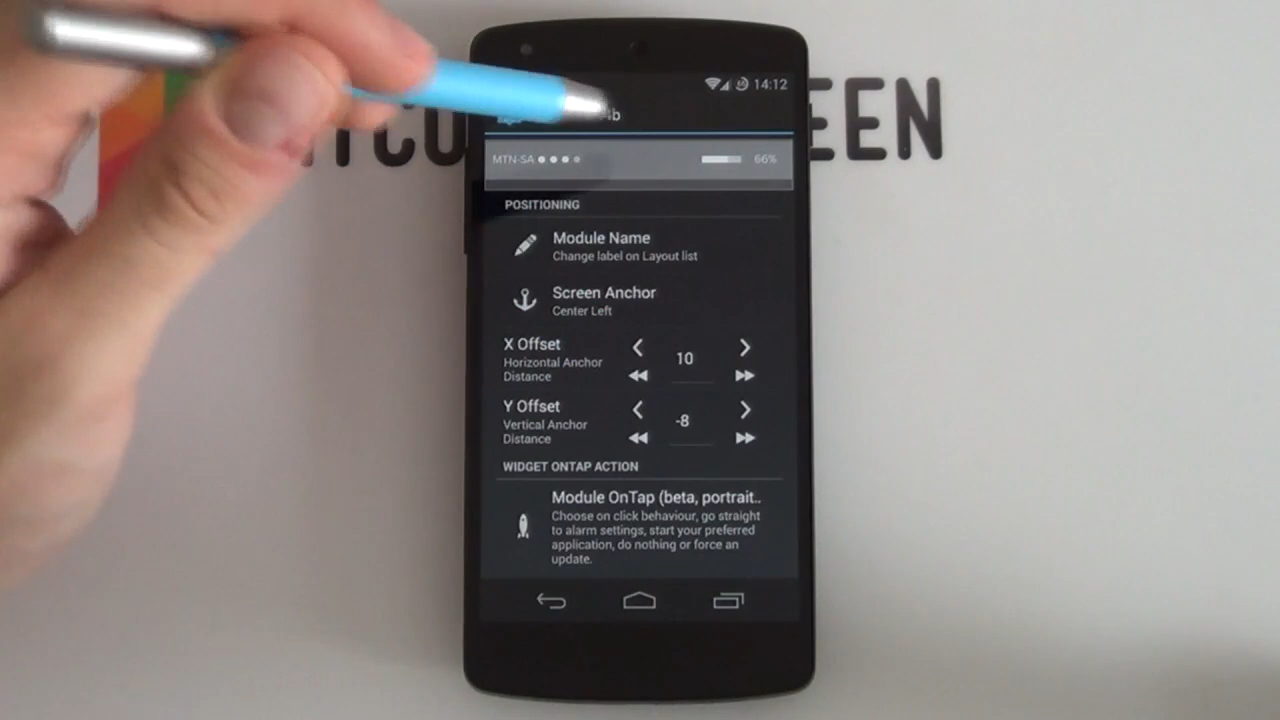 14:12
MTN-SA 66%
POSITIONING
Module Name
Change label on Layout list
Screen Anchor
Center Left
X Offset
Horizontal Anchor
Distance
10
Y Offset
Vertical Anchor
Distance
-8
WIDGET ONTAP ACTION
Module OnTap (beta, portrait..
Choose on click behaviour, go straight
to alarm settings, start your preferred
application, do nothing or force an
update.